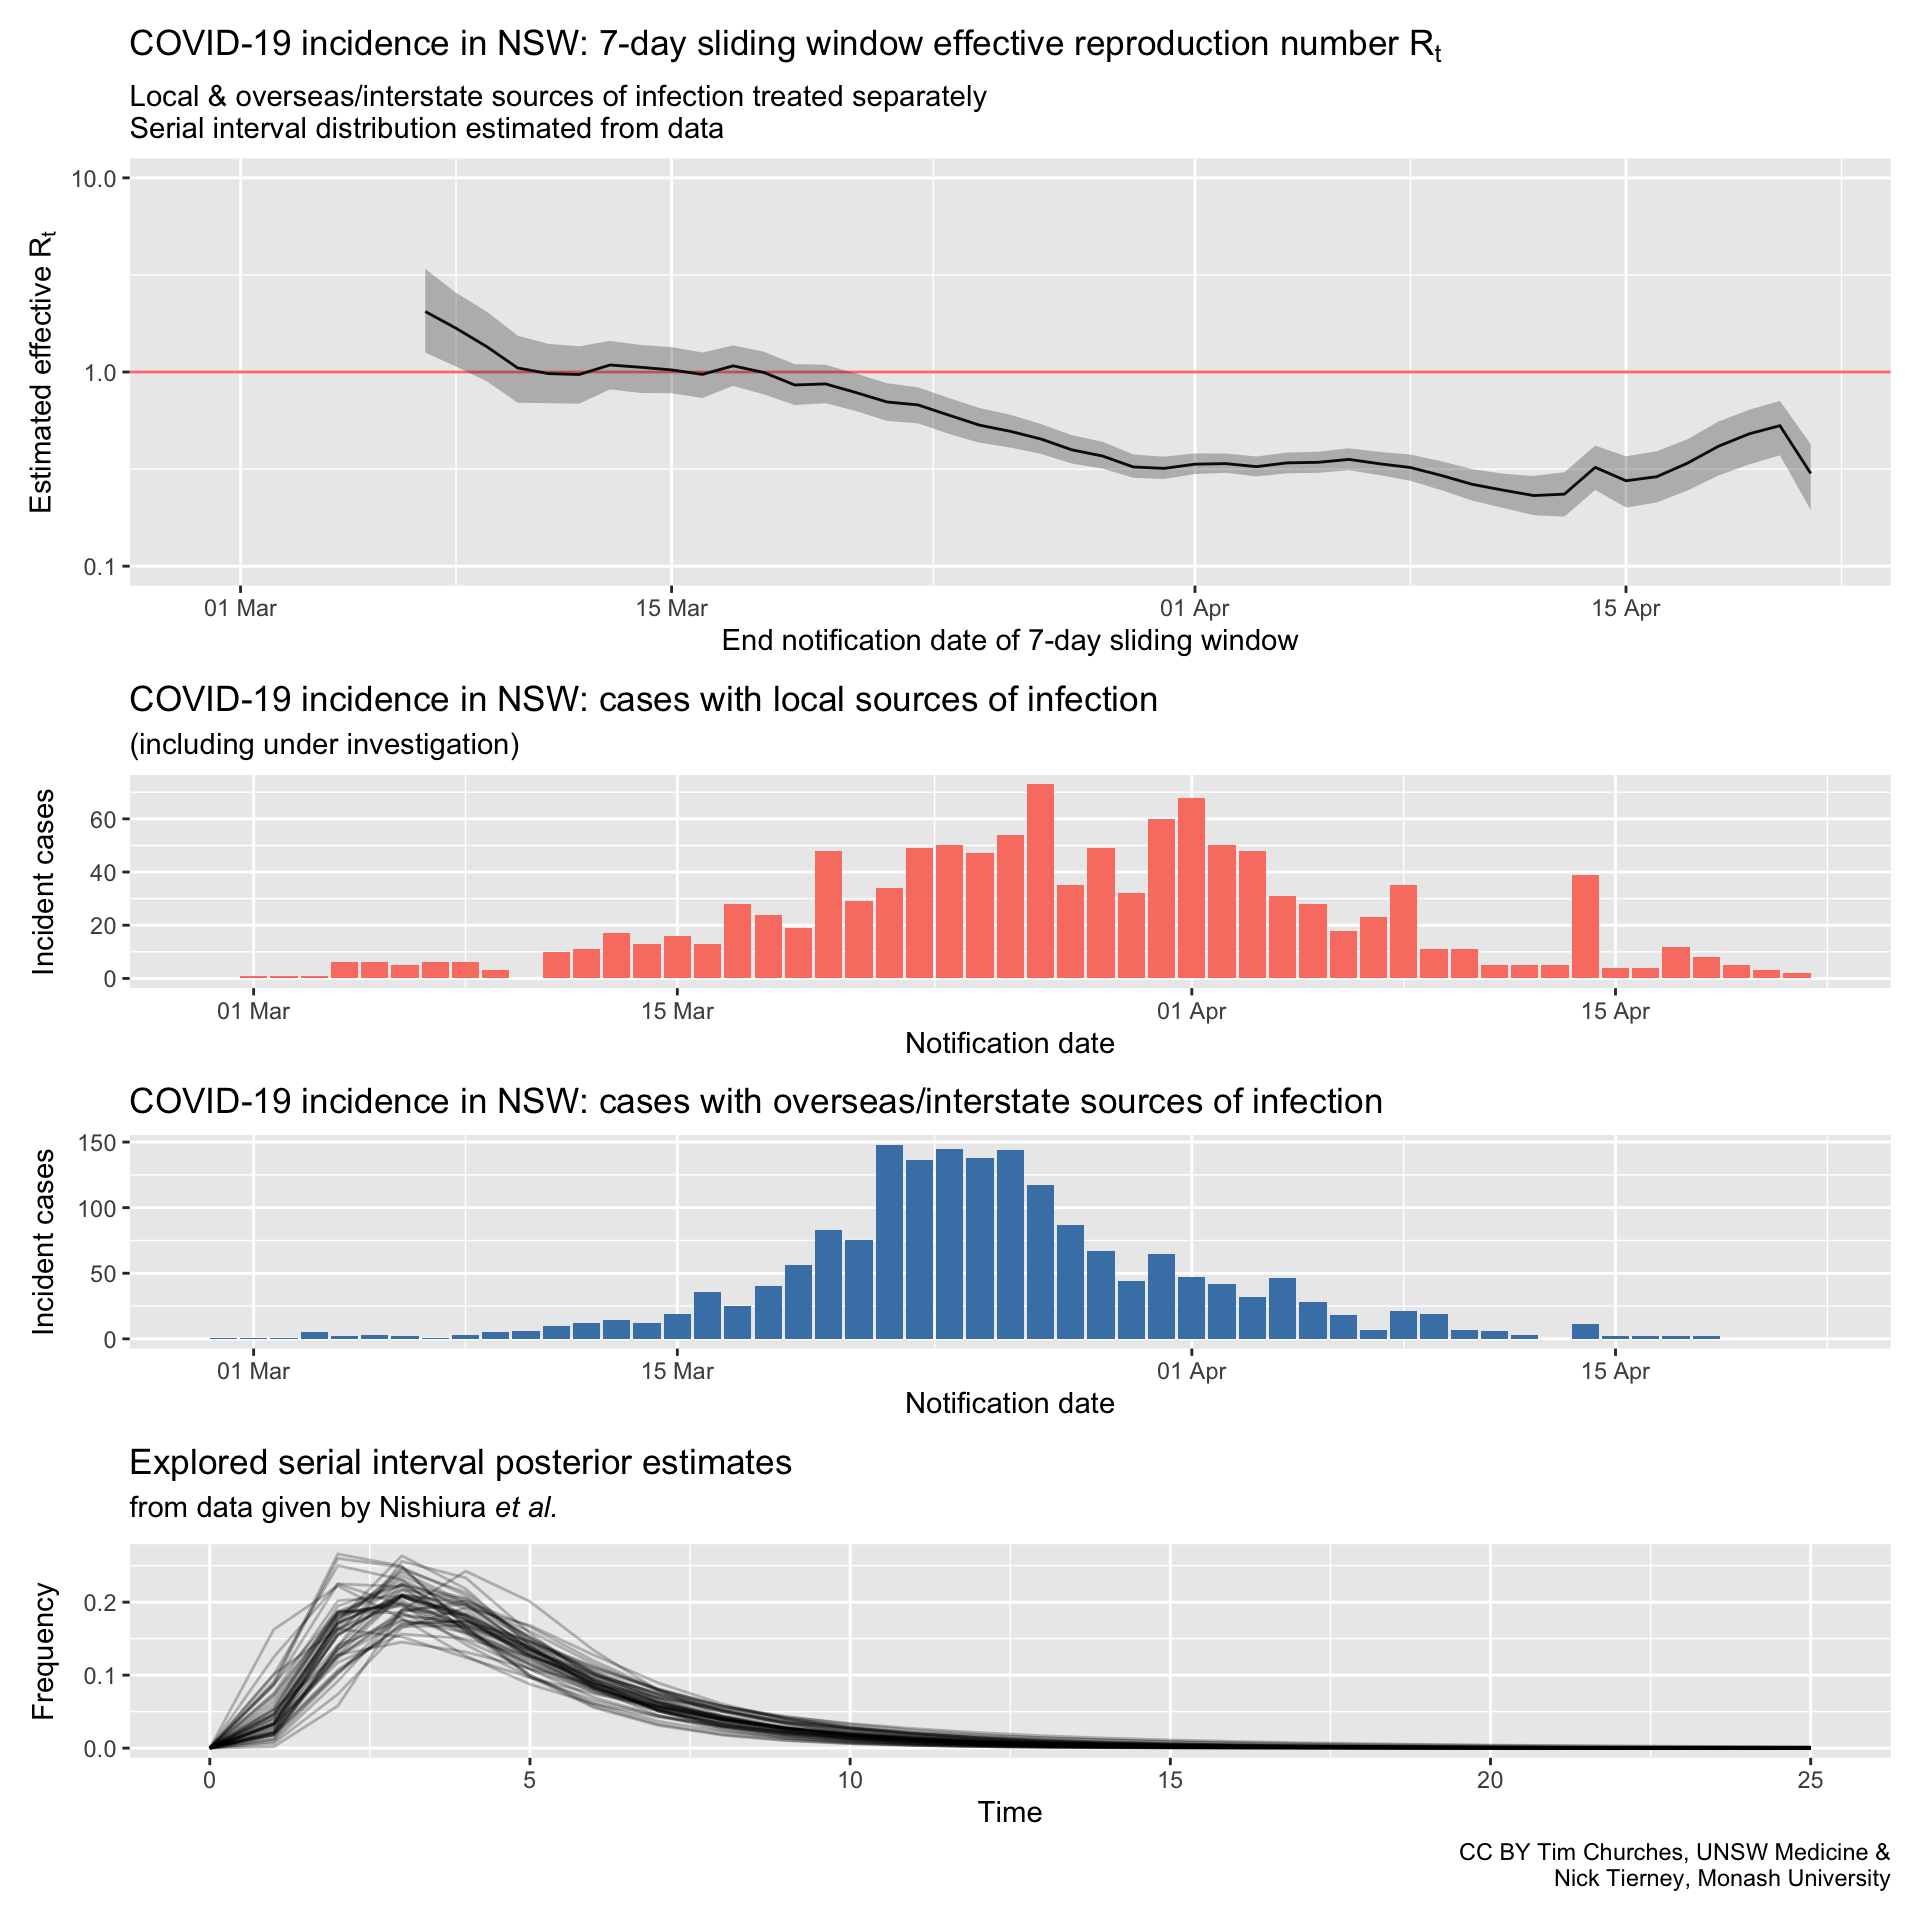 COVID-19 incidence in NSW: 7-day sliding window effective reproduction number Rt
Local & overseas/interstate sources of infection treated separately
Serial interval distribution estimated from data
Estimated effective Rt
10.0
1.0
0.1
01 Mar 15 Mar 01 Apr 15 Apr
End notification date of 7-day sliding window
COVID-19 incidence in NSW: cases with local sources of infection
(including under investigation)
Incident cases
60
40
20
0
01 Mar 15 Mar 01 Apr 15 Apr
Notification date
COVID-19 incidence in NSW: cases with overseas/interstate sources of infection
Incident cases
150
100
50
0
01 Mar 15 Mar 01 Apr 15 Apr
Notification date
Explored serial interval posterior estimates
from data given by Nishiura et al.
Frequency
0.2
0.1
0.0
0 5 10 15 20 25
Time
CC BY Tim Churches, UNSW Medicine &
Nick Tierney, Monash University